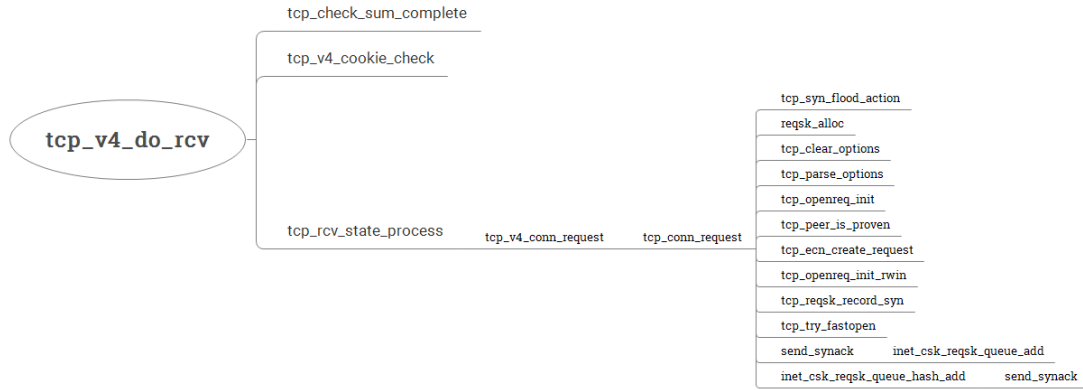 tcp_check_sum_complete
tcp_v4_cookie_check
tcp_v4_do_rcv
tcp_rcv_state_process
tcp_v4_conn_request
tcp_conn_request
tcp_syn_flood_action
reqsk_alloc
tcp_clear_options
tcp_parse_options
tcp_openreq_init
tcp_peer_is_proven
tcp_ecn_create_request
tcp_openreq_init_rwin
tcp_reqsk_record_syn
tcp_try_fastopen
send_synack inet_csk_reqsk_queue_add
inet_csk_reqsk_queue_hash_add send_synack